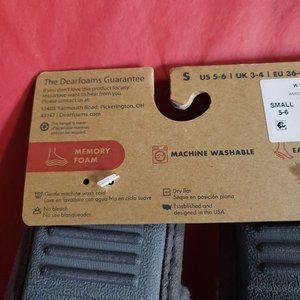 The Dearfoams Guarantee
If you don't love this product for any
reason, we want to hear from you.
Please contact us at:
13405 Yarmouth Road, Pickerington, OH
43147 | Dearfoams.com
S US 5-6 | UK 3-4 | EU 36-
SMALL
5-6
MEMORY
FOAM
MACHINE WASHABLE
EA
Gentle machine wash cold
Lave en lavadora con agua fria en ciclo suave
No bleach
No use blanqueador
Dry flat
Seque en posición plana
Established and
designed in the USA